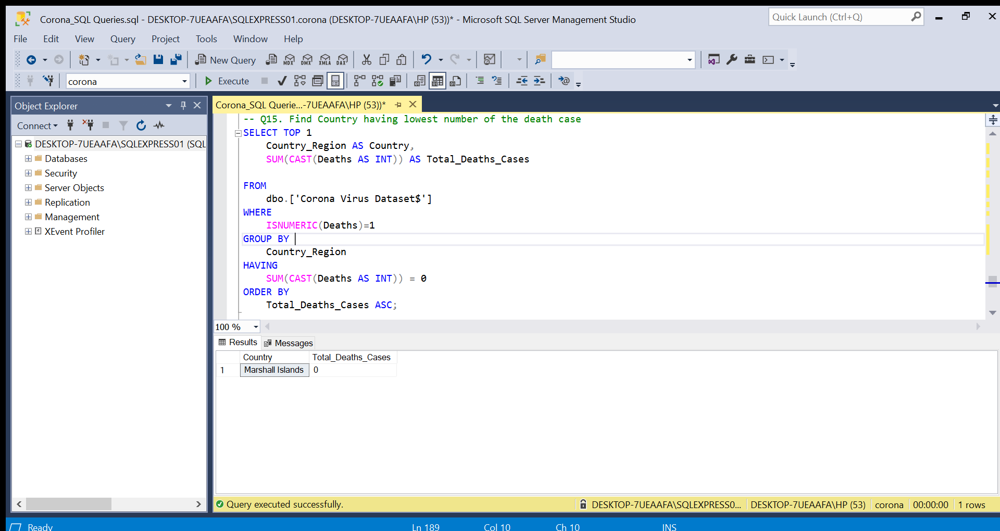 Corona_SQL Queries.sql - DESKTOP-7UEAAFA\SQLEXPRESS01.corona (DESKTOP-7UEAAFA\HP (53))* - Microsoft SQL Server Management Studio
Quick Launch (Ctrl+Q)
File Edit View Query Project Tools Window Help
New Query MDX DMX XMLA DAX
corona
Execute
Object Explorer
Corona_SQL Querie...-7UEAAFA\HP (53))*
Connect
DESKTOP-7UEAAFA\SQLEXPRESS01 (SQL
Databases
Security
Server Objects
Replication
Management
XEvent Profiler
-- Q15. Find Country having lowest number of the death case
SELECT TOP 1
Country_Region AS Country,
SUM(CAST(Deaths AS INT)) AS Total_Deaths_Cases
FROM
dbo.['Corona Virus Dataset$']
WHERE
ISNUMERIC(Deaths)=1
GROUP BY
Country_Region
HAVING
SUM(CAST(Deaths AS INT)) = 0
ORDER BY
Total_Deaths_Cases ASC;
100 %
Results Messages
Country Total_Deaths_Cases
1 Marshall Islands 0
Query executed successfully.
DESKTOP-7UEAAFA\SQLEXPRESS0... DESKTOP-7UEAAFA\HP (53) corona 00:00:00 1 rows
Ready Ln 189 Col 10 Ch 10 INS